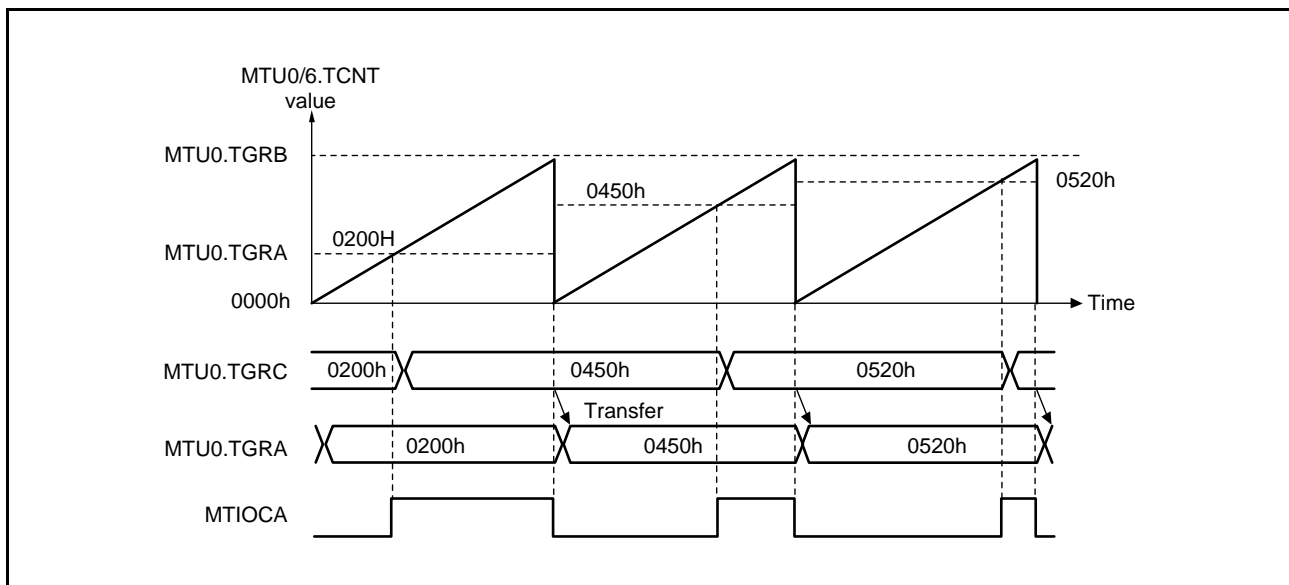 MTU0/6.TCNT
value
MTU0.TGRB
0520h
0450h
0200H
MTU0.TGRA
0000h
Time
MTU0.TGRC
0200h
0450h
0520h
Transfer
MTU0.TGRA
0200h
0450h
0520h
MTIOCA